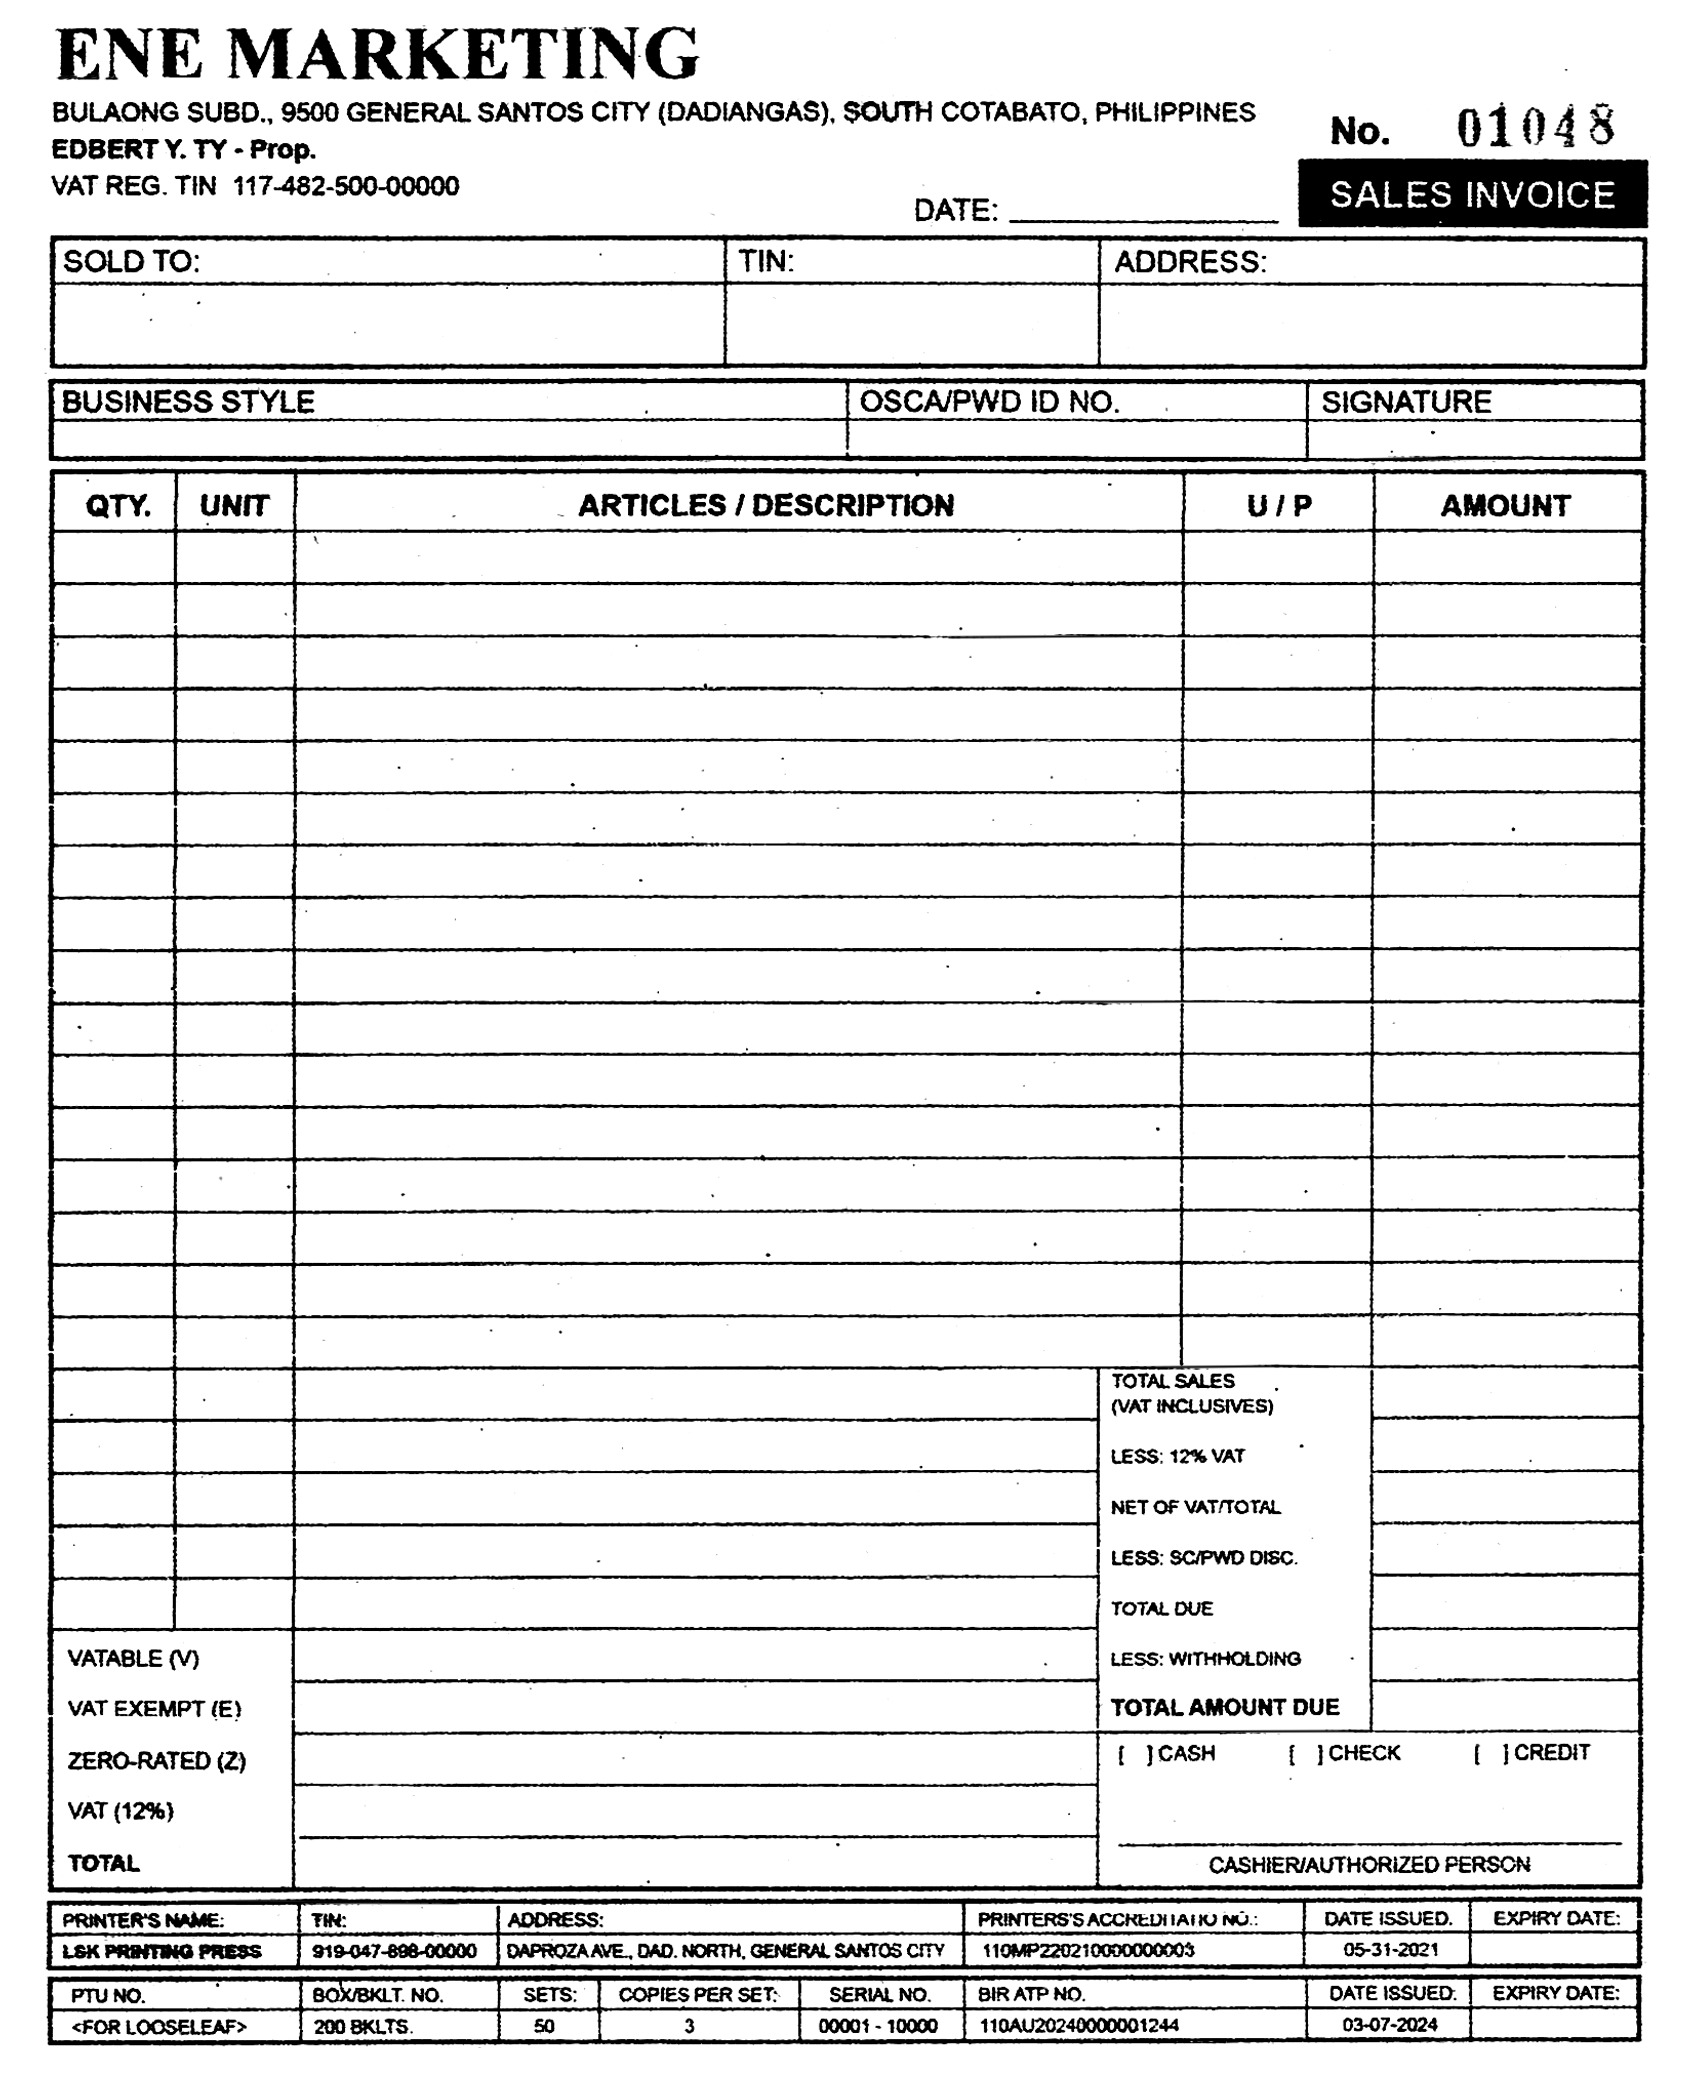 ENE MARKETING
BULAONG SUBD., 9500 GENERAL SANTOS CITY (DADIANGAS), SOUTH COTABATO, PHILIPPINES
EDBERT Y. TY - Prop.
VAT REG. TIN 117-482-500-00000
No. 01048
SALES INVOICE
DATE:
SOLD TO: TIN: ADDRESS:
BUSINESS STYLE OSCA/PWD ID NO. SIGNATURE
QTY. UNIT ARTICLES / DESCRIPTION U / P AMOUNT
TOTAL SALES
(VAT INCLUSIVES)
LESS: 12% VAT
NET OF VAT/TOTAL
LESS: SC/PWD DISC.
TOTAL DUE
VATABLE (V) LESS: WITHHOLDING
VAT EXEMPT (E) TOTAL AMOUNT DUE
ZERO-RATED (Z) [ ] CASH [ ] CHECK [ ] CREDIT
VAT (12%)
TOTAL CASHIER/AUTHORIZED PERSON
PRINTER'S NAME: TIN: ADDRESS: PRINTERS'S ACCREDITATIO NO.: DATE ISSUED. EXPIRY DATE:
LSK PRINTING PRESS 919-047-898-00000 DAPROZA AVE., DAD. NORTH, GENERAL SANTOS CITY 110MP220210000000003 05-31-2021
PTU NO. BOX/BKLT. NO. SETS: COPIES PER SET: SERIAL NO. BIR ATP NO. DATE ISSUED: EXPIRY DATE:
<FOR LOOSELEAF> 200 BKLTS. 50 3 00001 - 10000 110AU20240000001244 03-07-2024